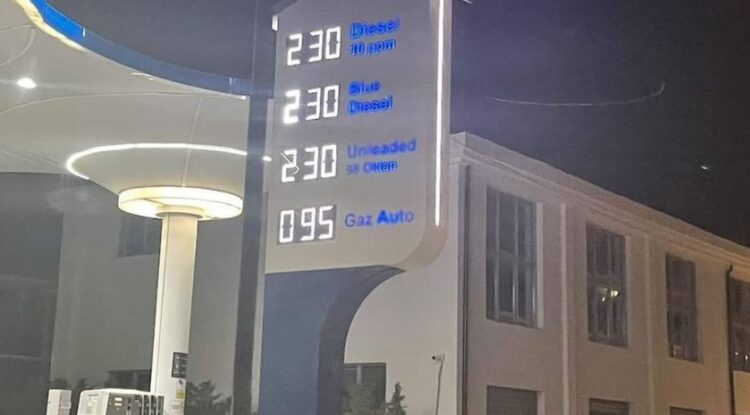 230 Diesel
10 ppm
230 Blue
Diesel
230 Unleaded
98 Oktan
095 Gaz Auto